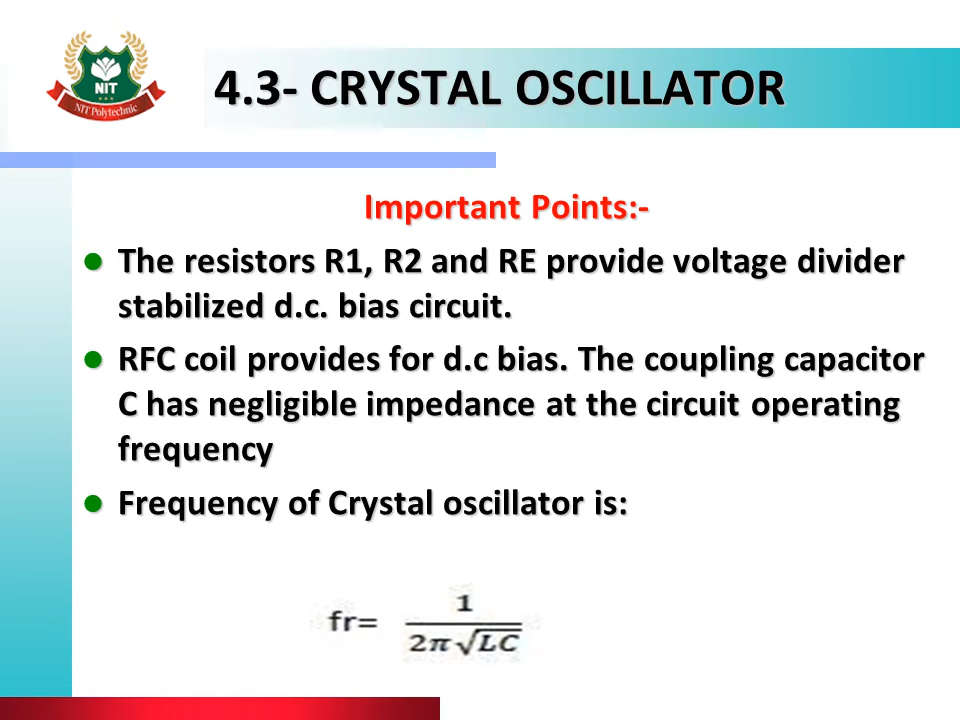 NIT
NIT Polytechnic
4.3- CRYSTAL OSCILLATOR
Important Points:-
● The resistors R1, R2 and RE provide voltage divider
stabilized d.c. bias circuit.
● RFC coil provides for d.c bias. The coupling capacitor
C has negligible impedance at the circuit operating
frequency
● Frequency of Crystal oscillator is:
fr= 1
2π√LC